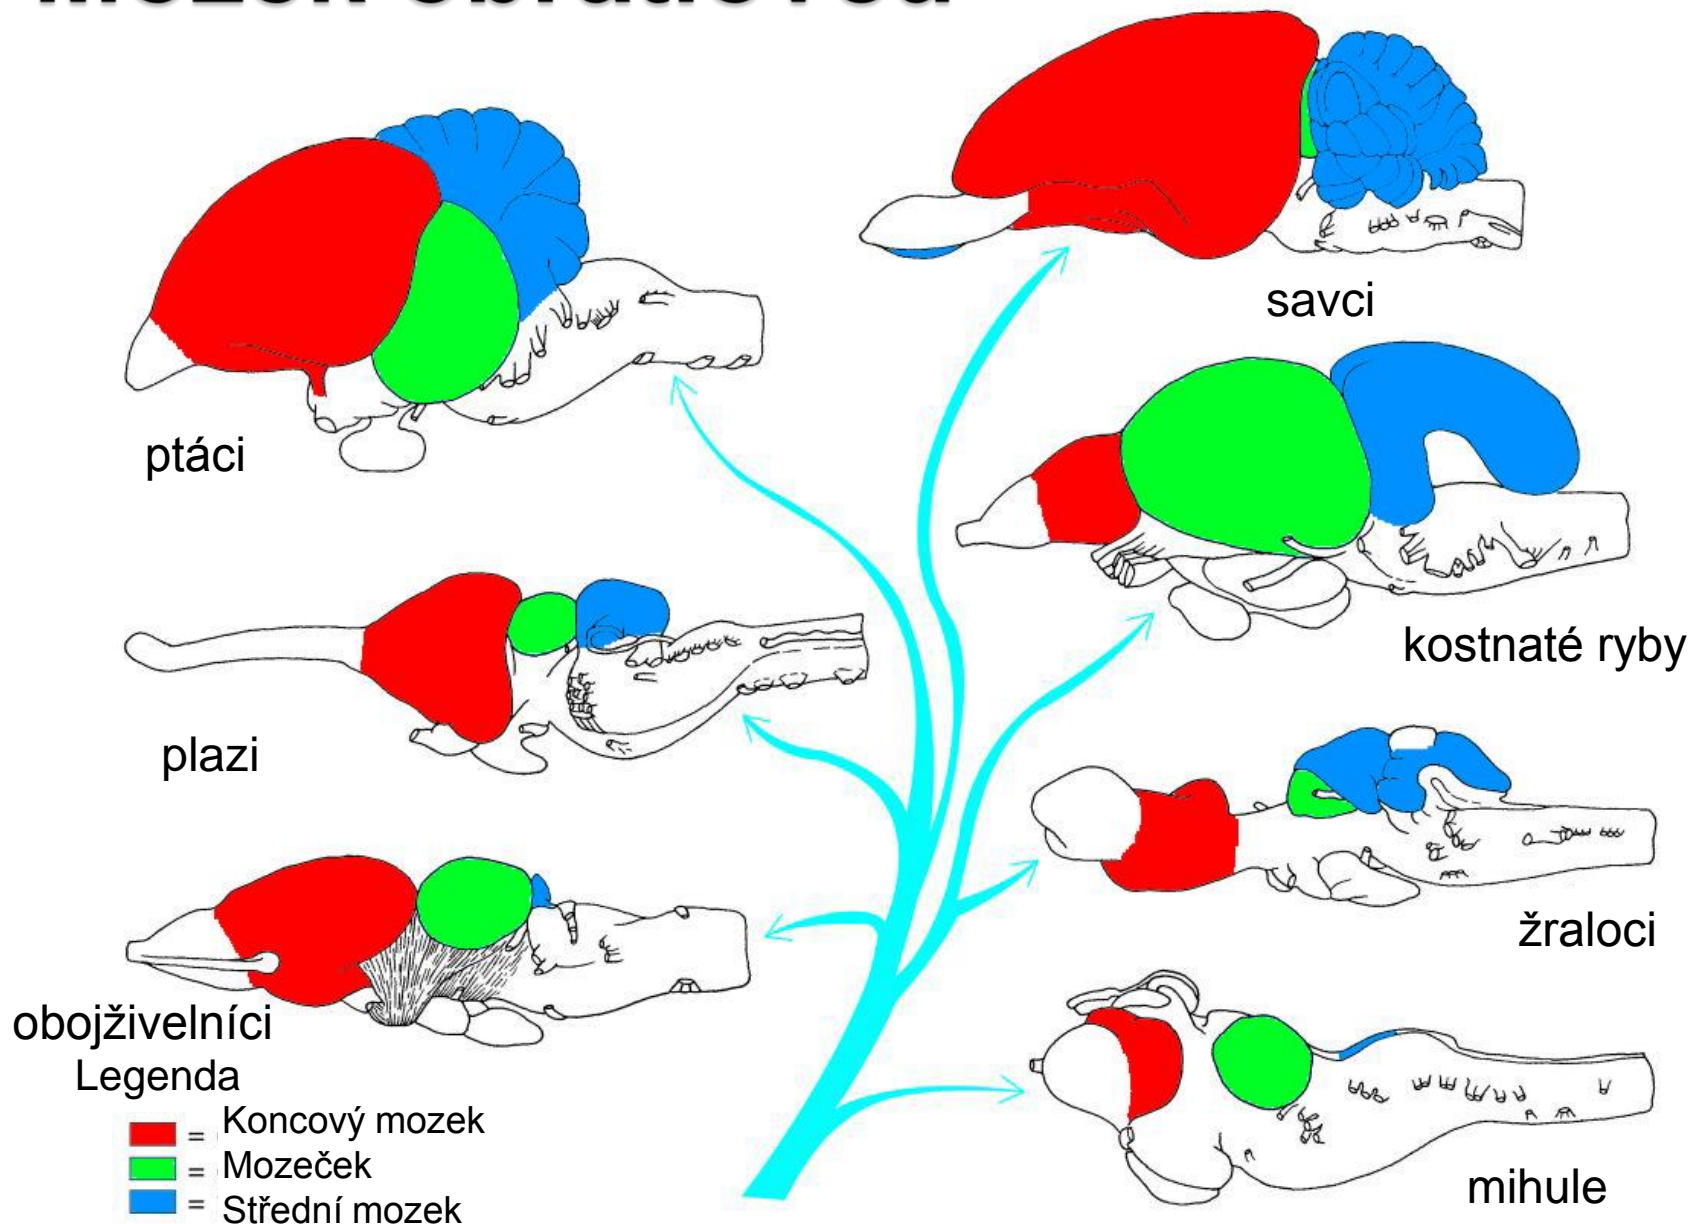 ptáci
savci
plazi
kostnaté ryby
obojživelníci
žraloci
mihule
Legenda
= Koncový mozek
= Mozeček
= Střední mozek